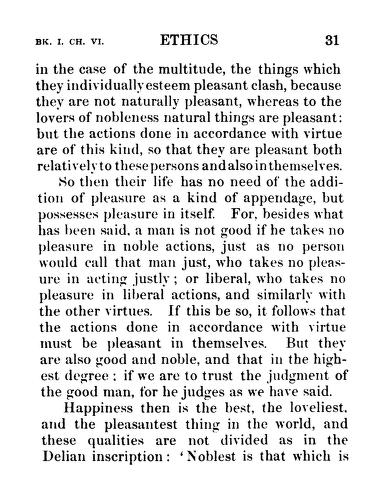 BK. I. CH. VI. ETHICS 31
in the case of the multitude, the things which
they individually esteem pleasant clash, because
they are not naturally pleasant, whereas to the
lovers of nobleness natural things are pleasant:
but the actions done in accordance with virtue
are of this kind, so that they are pleasant both
relatively to these persons and also in themselves.
So then their life has no need of the addi-
tion of pleasure as a kind of appendage, but
possesses pleasure in itself. For, besides what
has been said, a man is not good if he takes no
pleasure in noble actions, just as no person
would call that man just, who takes no pleas-
ure in acting justly; or liberal, who takes no
pleasure in liberal actions, and similarly with
the other virtues. If this be so, it follows that
the actions done in accordance with virtue
must be pleasant in themselves. But they
are also good and noble, and that in the high-
est degree; if we are to trust the judgment of
the good man, for he judges as we have said.
Happiness then is the best, the loveliest,
and the pleasantest thing in the world, and
these qualities are not divided as in the
Delian inscription: 'Noblest is that which is